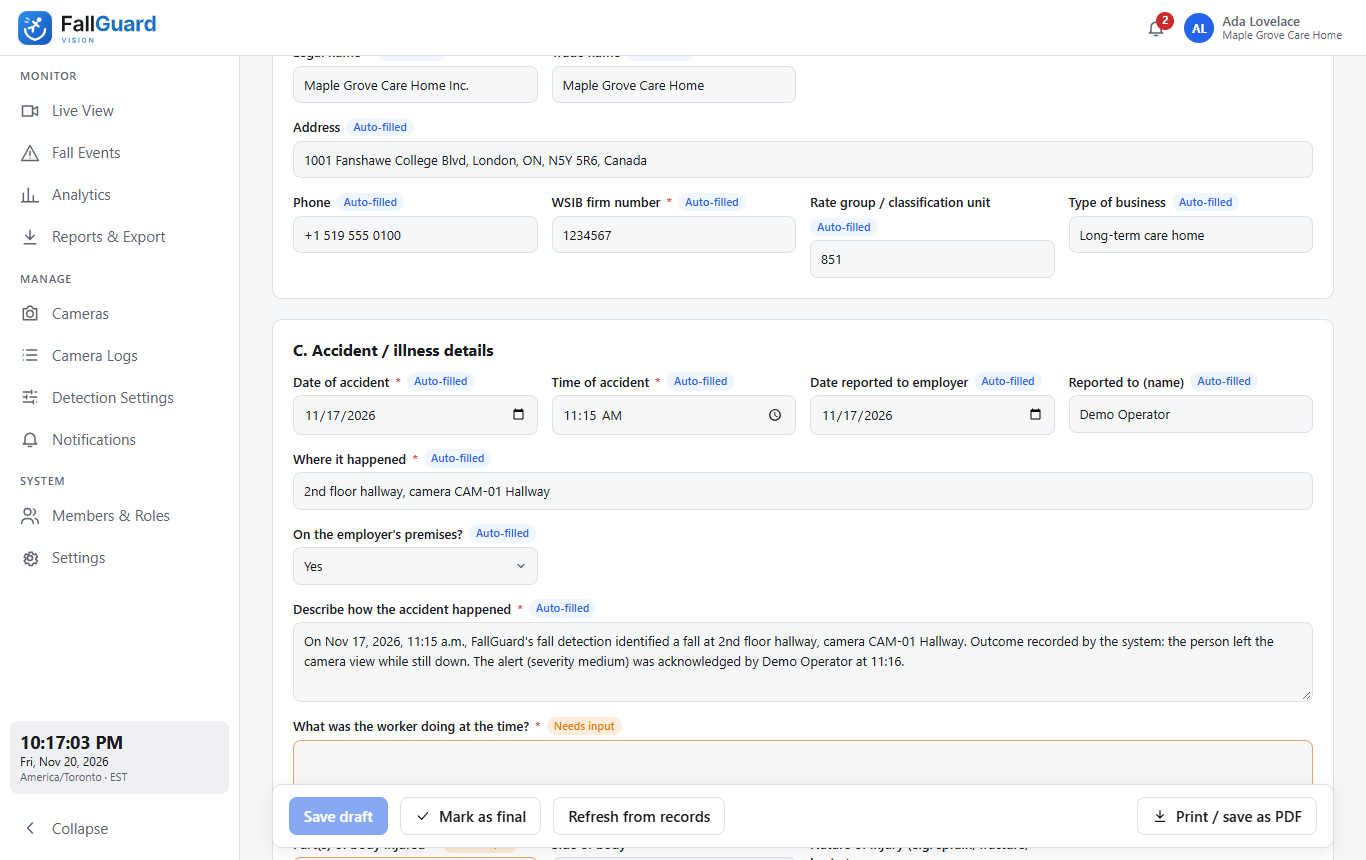 FallGuard
VISION
2
AL
Ada Lovelace
Maple Grove Care Home
MONITOR
Live View
Fall Events
Analytics
Reports & Export
MANAGE
Cameras
Camera Logs
Detection Settings
Notifications
SYSTEM
Members & Roles
Settings
10:17:03 PM
Fri, Nov 20, 2026
America/Toronto · EST
Collapse
Maple Grove Care Home Inc.
Maple Grove Care Home
Address Auto-filled
1001 Fanshawe College Blvd, London, ON, N5Y 5R6, Canada
Phone Auto-filled
WSIB firm number * Auto-filled
Rate group / classification unit
Auto-filled
Type of business Auto-filled
+1 519 555 0100
1234567
851
Long-term care home
C. Accident / illness details
Date of accident * Auto-filled
Time of accident * Auto-filled
Date reported to employer Auto-filled
Reported to (name) Auto-filled
11/17/2026
11:15 AM
11/17/2026
Demo Operator
Where it happened * Auto-filled
2nd floor hallway, camera CAM-01 Hallway
On the employer's premises? Auto-filled
Yes
Describe how the accident happened * Auto-filled
On Nov 17, 2026, 11:15 a.m., FallGuard's fall detection identified a fall at 2nd floor hallway, camera CAM-01 Hallway. Outcome recorded by the system: the person left the
camera view while still down. The alert (severity medium) was acknowledged by Demo Operator at 11:16.
What was the worker doing at the time? * Needs input
Save draft
Mark as final
Refresh from records
Print / save as PDF